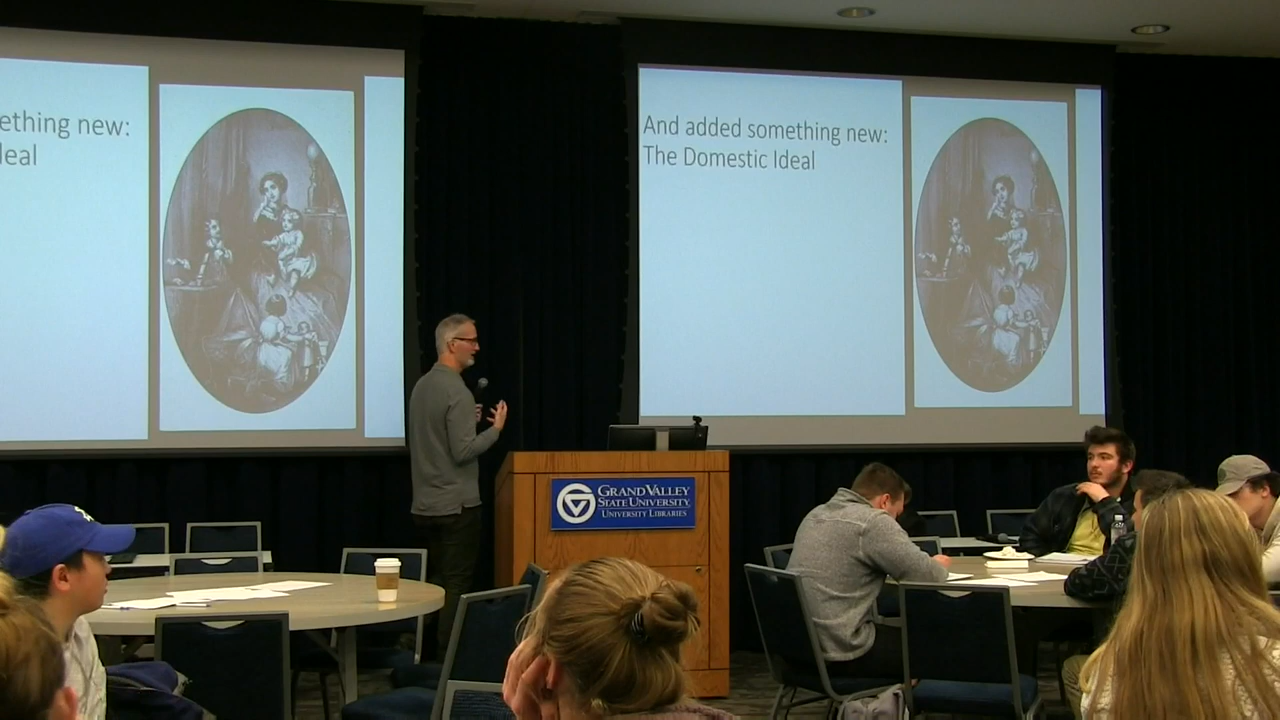 ething new:
deal
And added something new:
The Domestic Ideal
GRAND VALLEY
STATE UNIVERSITY
UNIVERSITY LIBRARIES